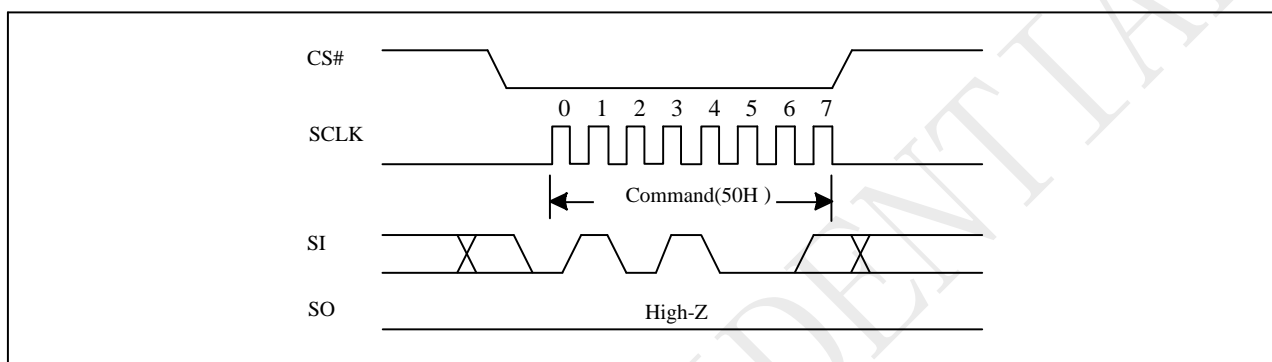 CS#
0 1 2 3 4 5 6 7
SCLK
Command(50H )
SI
SO High-Z